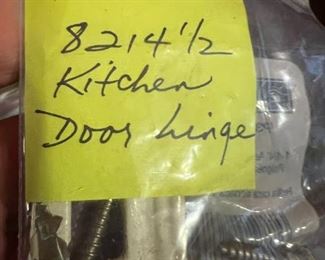 8214 1/2
Kitchen
Door hinge